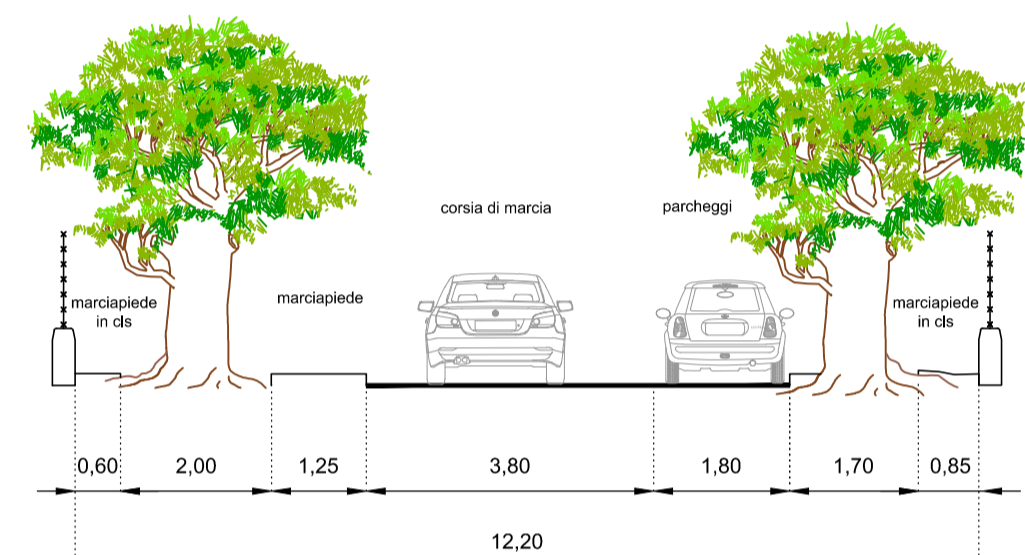 corsia di marcia
parcheggi
marciapiede
in cls
marciapiede
marciapiede
in cls
0,60
2,00
1,25
3,80
1,80
1,70
0,85
12,20